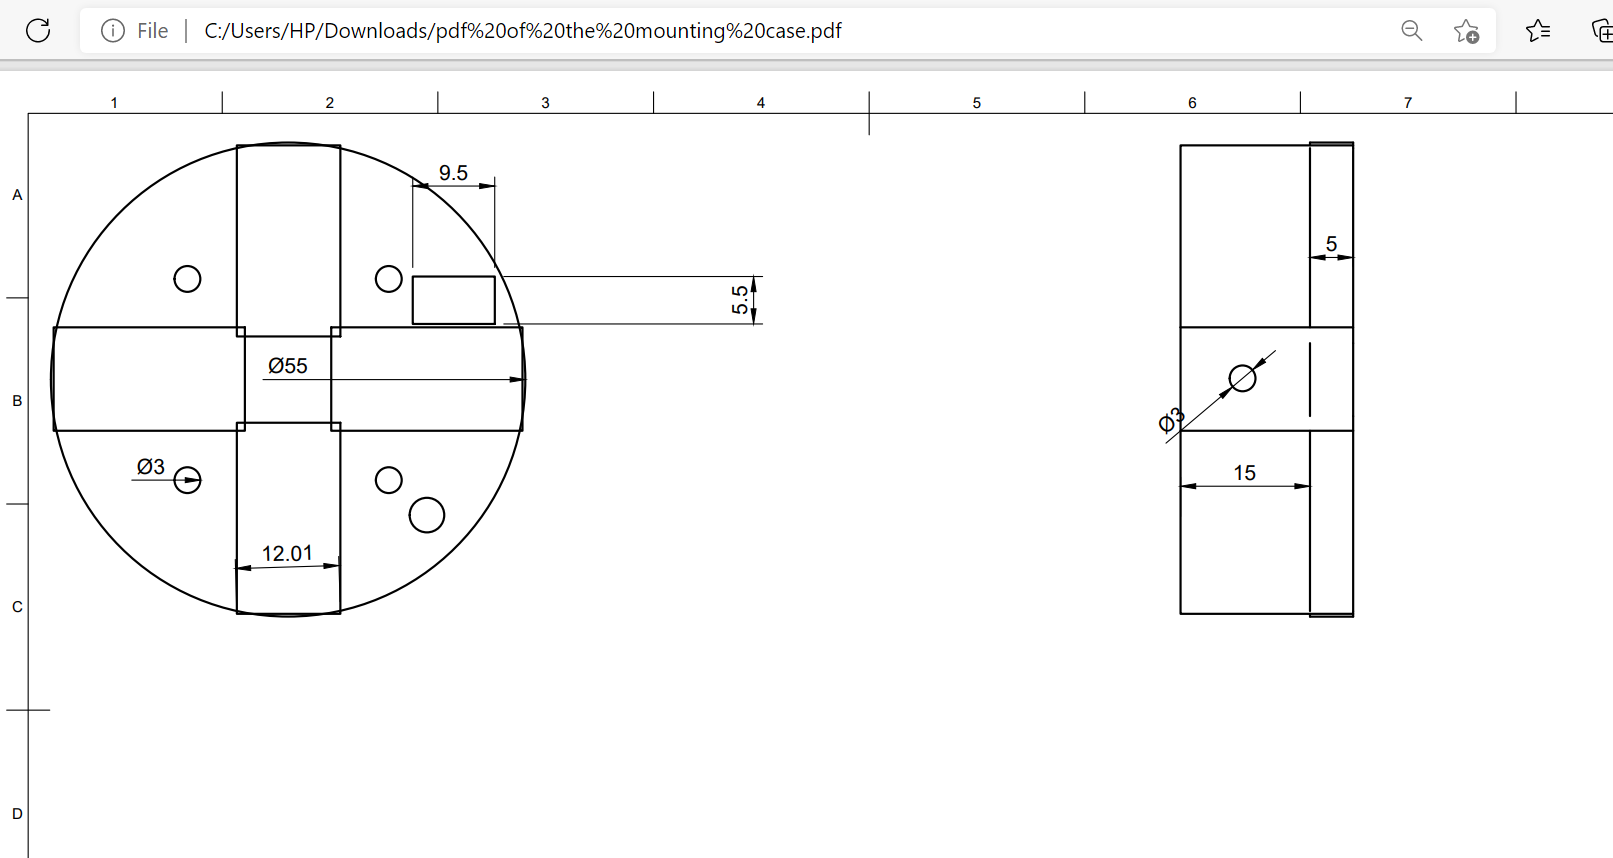 File | C:/Users/HP/Downloads/pdf%20of%20the%20mounting%20case.pdf
1 2 3 4 5 6 7
A
9.5
5
5.5
Ø55
B
Ø3
Ø3
15
12.01
C
D